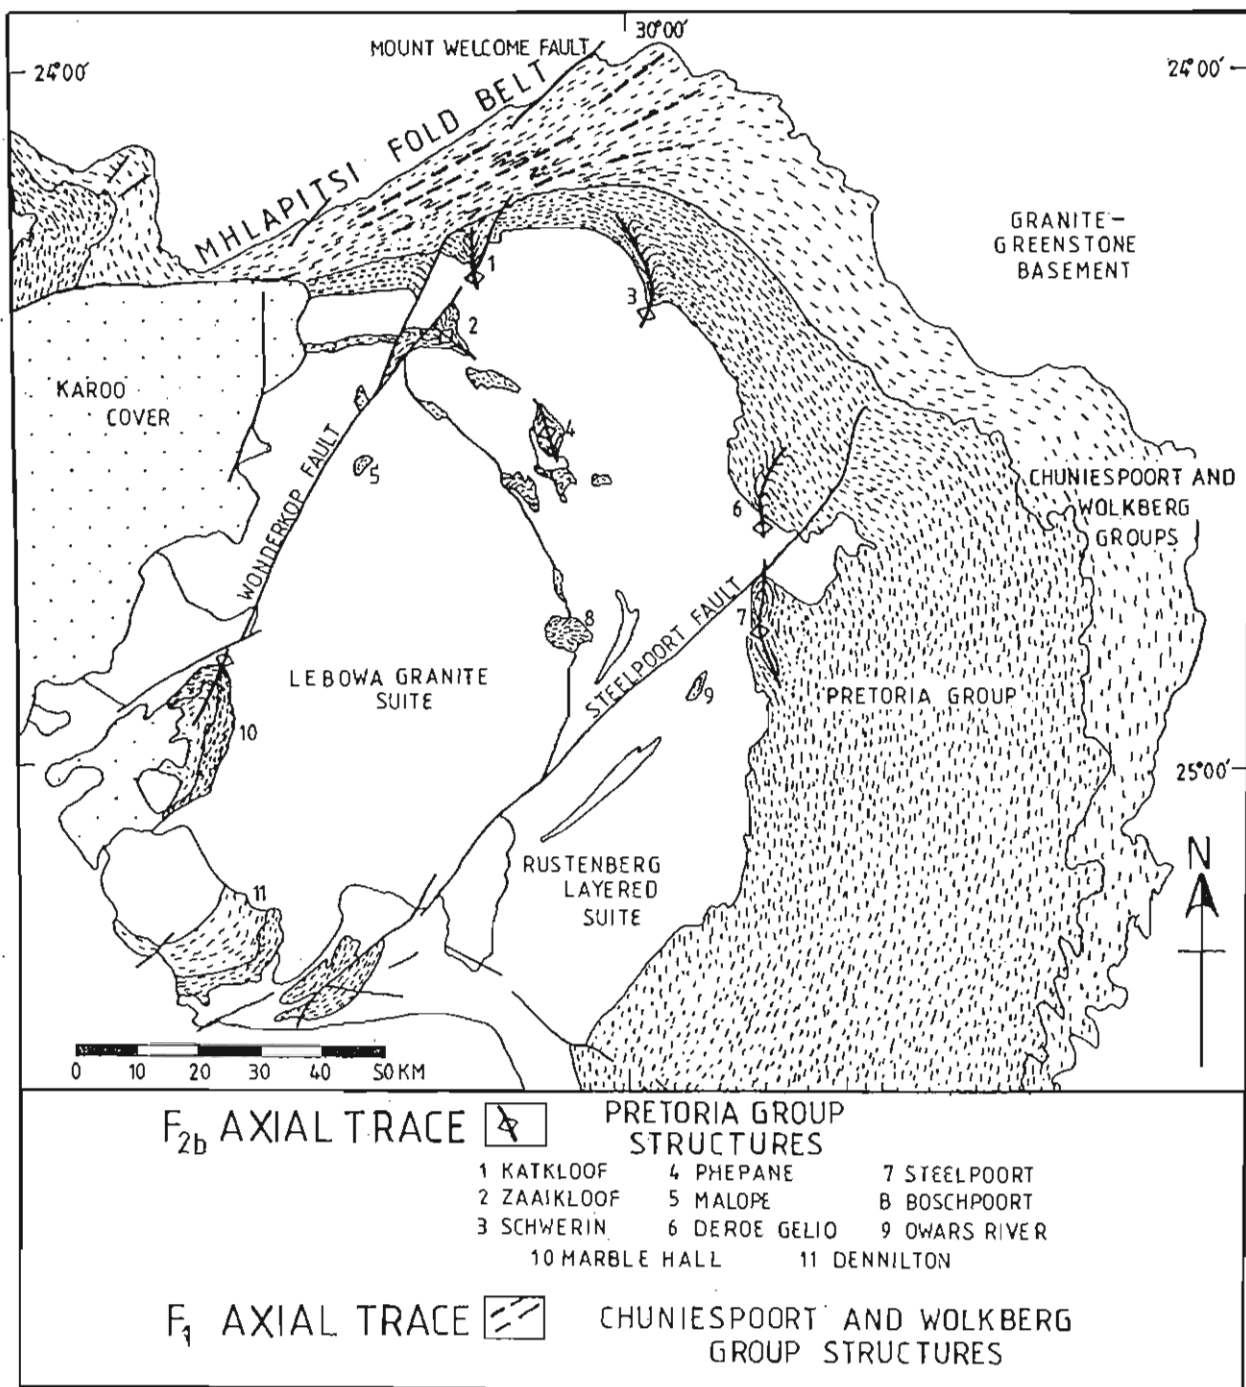 30°00'
MOUNT WELCOME FAULT
24°00'
24°00'
MHLAPITSI FOLD BELT
GRANITE-
GREENSTONE
BASEMENT
1
3
2
KAROO
COVER
4
5
WONDERKOP FAULT
CHUNIESPOORT AND
WOLKBERG
GROUPS
6
7
8
STEELPOORT FAULT
9
LEBOWA GRANITE
SUITE
PRETORIA GROUP
10
25°00'
RUSTENBERG
LAYERED
SUITE
N
11
0 10 20 30 40 50 KM
F2b AXIAL TRACE
PRETORIA GROUP
STRUCTURES
1 KATKLOOF 4 PHEPANE 7 STEELPOORT
2 ZAAIKLOOF 5 MALOPE 8 BOSCHPOORT
3 SCHWERIN 6 DEROE GELIO 9 OWARS RIVER
10 MARBLE HALL 11 DENNILTON
F1 AXIAL TRACE
CHUNIESPOORT AND WOLKBERG
GROUP STRUCTURES